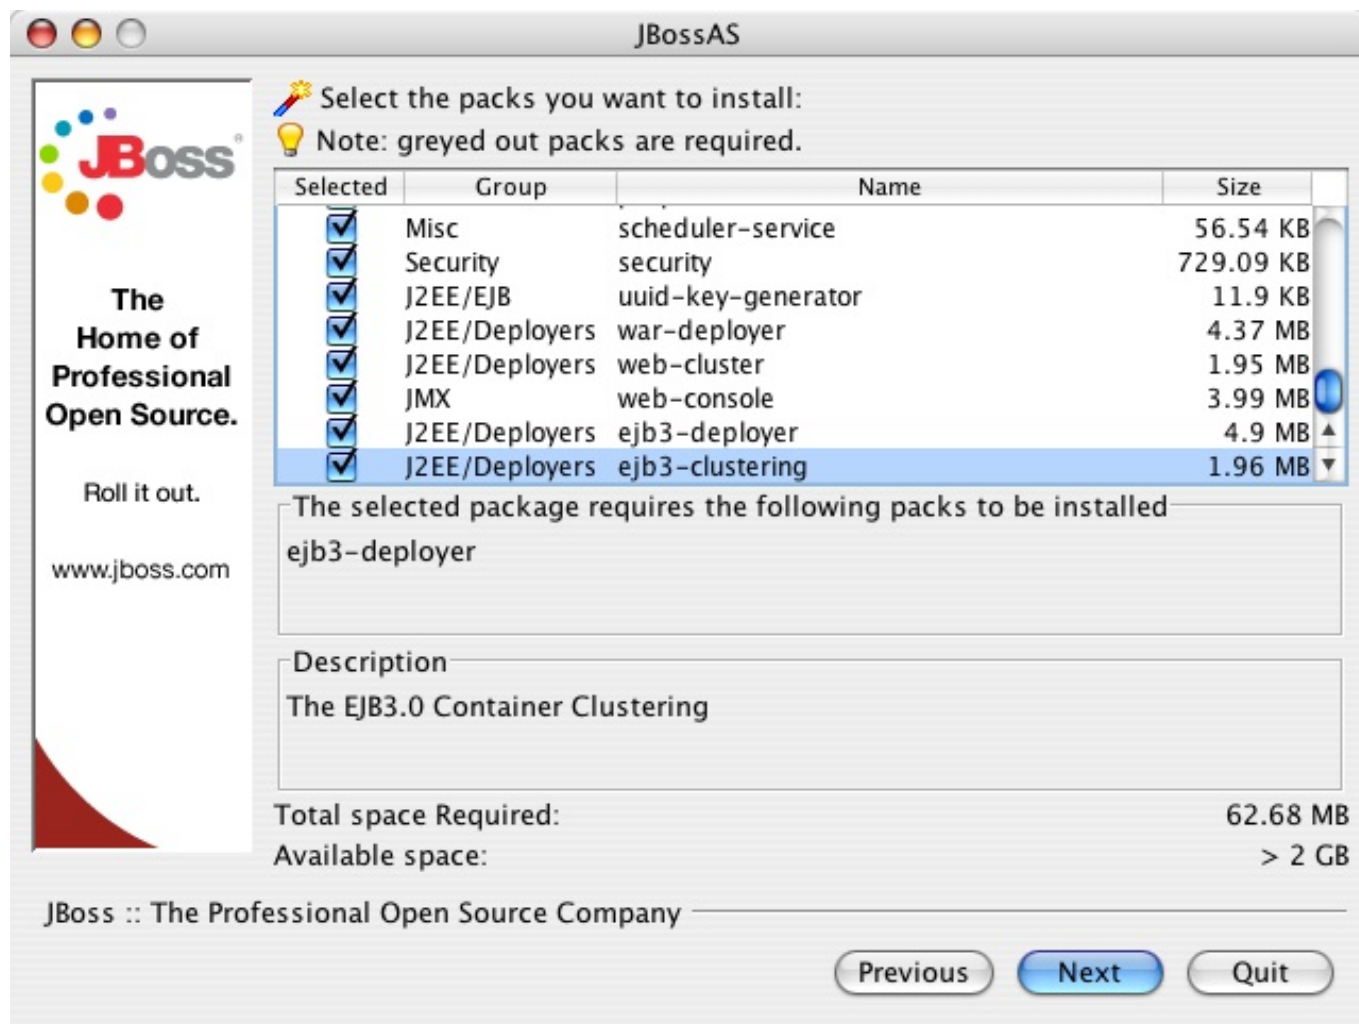 JBossAS
JBoss®
The
Home of
Professional
Open Source.
Roll it out.
www.jboss.com
Select the packs you want to install:
Note: greyed out packs are required.
Selected Group Name Size
Misc scheduler-service 56.54 KB
Security security 729.09 KB
J2EE/EJB uuid-key-generator 11.9 KB
J2EE/Deployers war-deployer 4.37 MB
J2EE/Deployers web-cluster 1.95 MB
JMX web-console 3.99 MB
J2EE/Deployers ejb3-deployer 4.9 MB
J2EE/Deployers ejb3-clustering 1.96 MB
The selected package requires the following packs to be installed
ejb3-deployer
Description
The EJB3.0 Container Clustering
Total space Required: 62.68 MB
Available space: > 2 GB
JBoss :: The Professional Open Source Company
Previous Next Quit